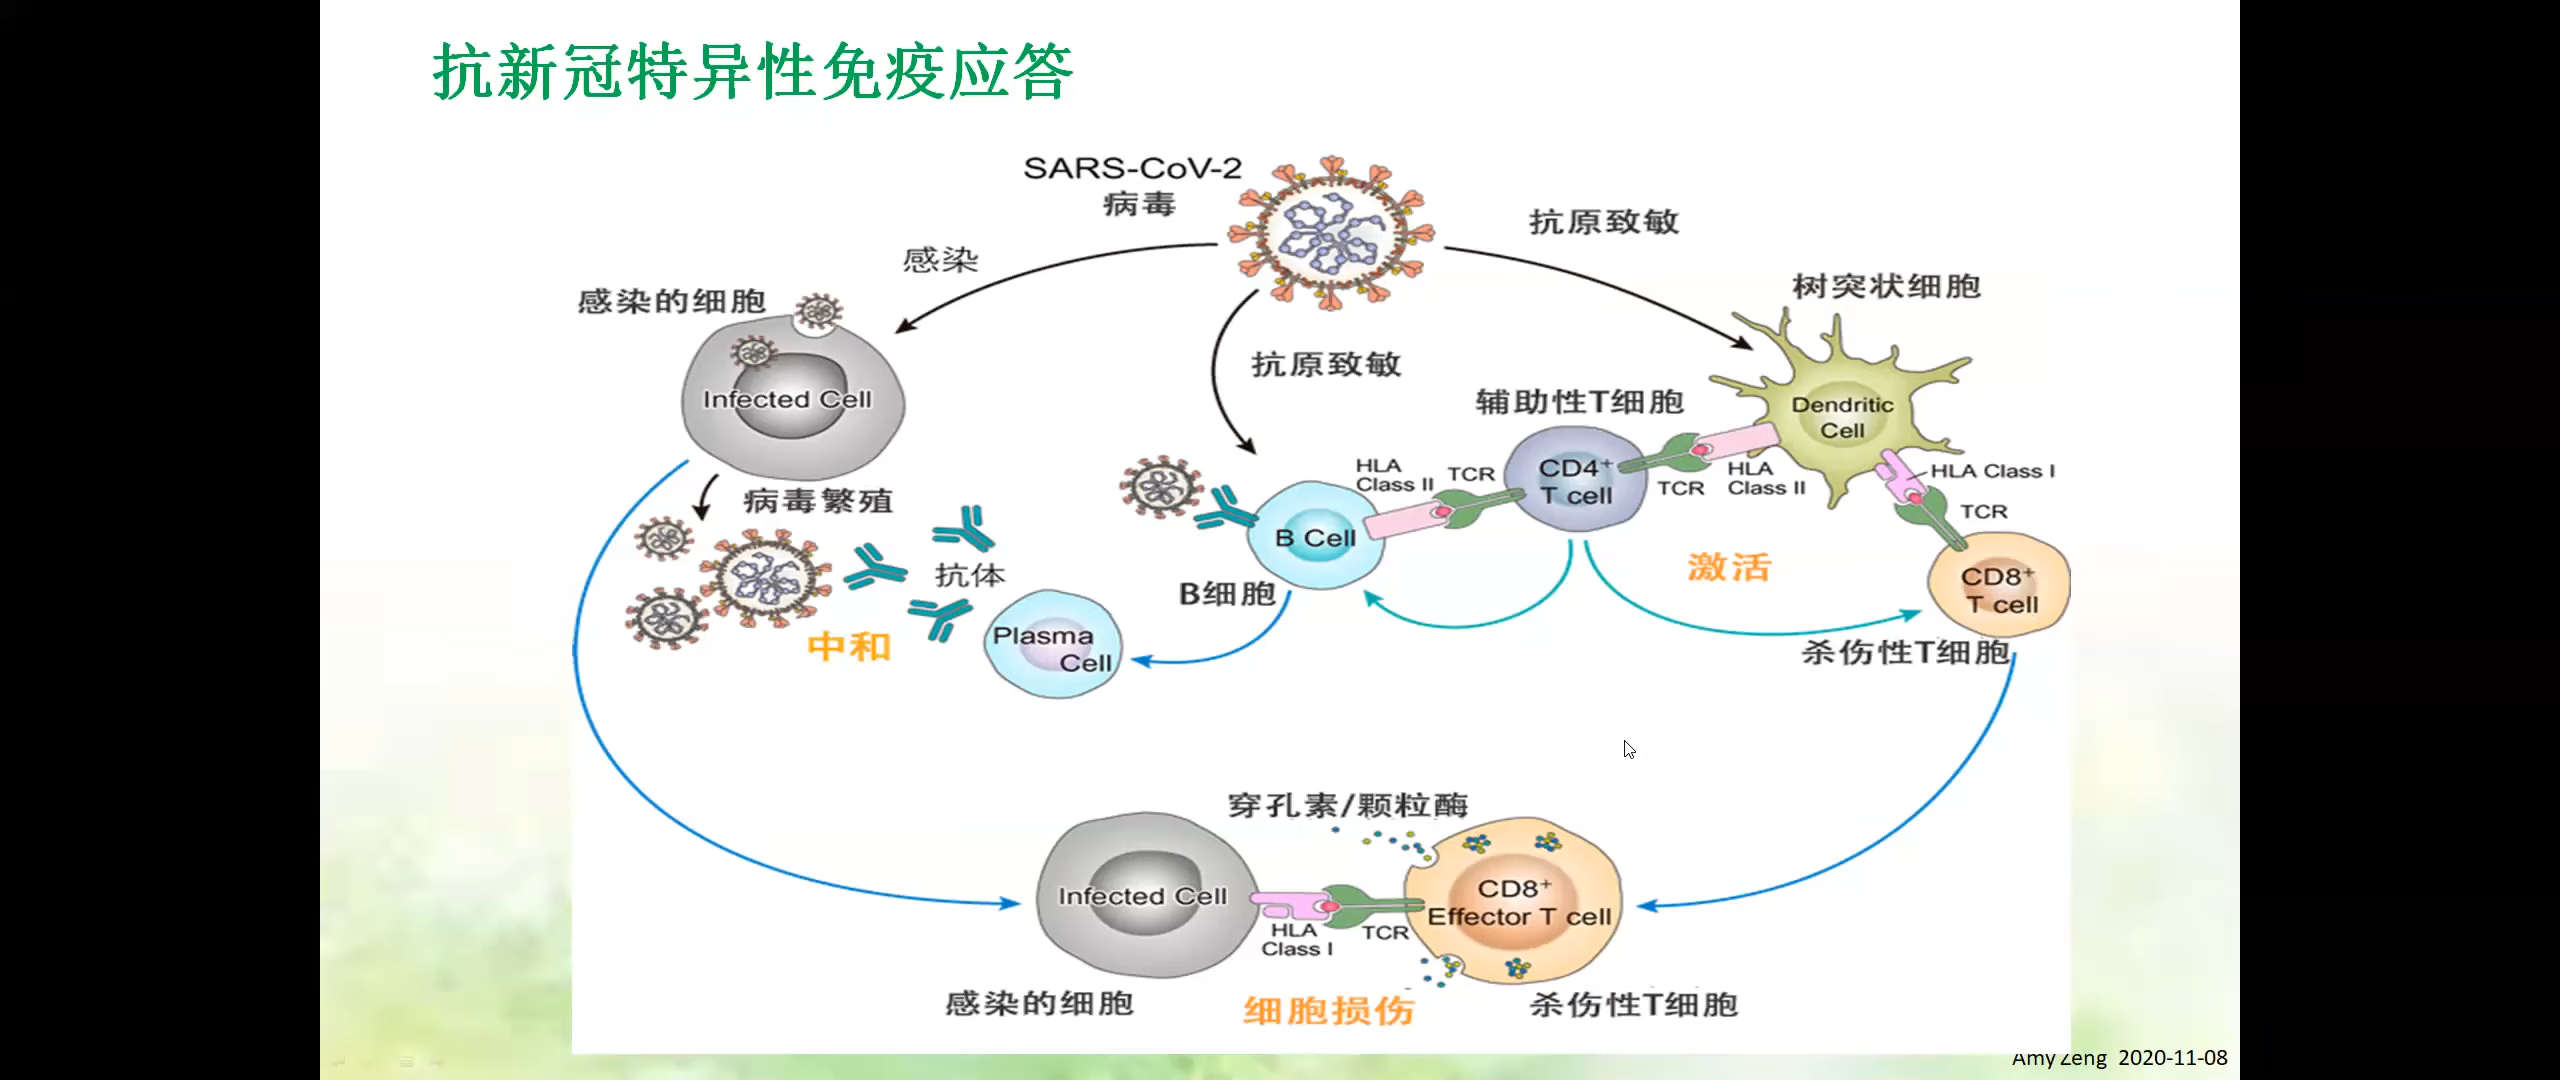 抗新冠特异性免疫应答
SARS-CoV-2
病毒
抗原致敏
感染
感染的细胞
树突状细胞
抗原致敏
辅助性T细胞
Infected Cell
Dendritic
Cell
HLA
Class II
TCR
CD4⁺
T cell
TCR
HLA
Class II
HLA Class I
TCR
病毒繁殖
B Cell
抗体
激活
CD8⁺
T cell
B细胞
中和
Plasma
Cell
杀伤性T细胞
穿孔素/颗粒酶
Infected Cell
CD8⁺
Effector T cell
HLA
Class I
TCR
感染的细胞
细胞损伤
杀伤性T细胞
Amy Zeng 2020-11-08